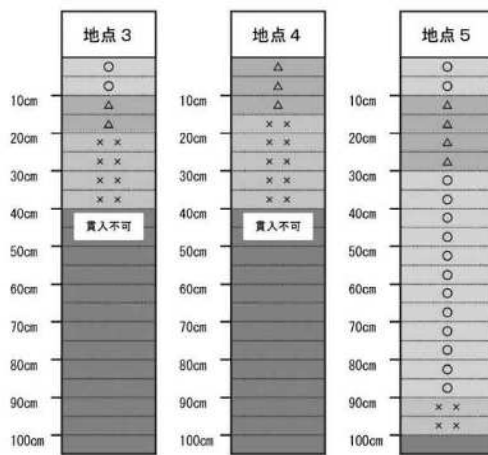 地点3 地点4 地点5
○ △ ○
○ △ ○
10cm △ 10cm △ 10cm △
△ ×× △
20cm ×× 20cm ×× 20cm △
×× ×× △
30cm ×× 30cm ×× 30cm ○
×× ×× ○
40cm 貫入不可 40cm 貫入不可 40cm ○
○
50cm 50cm 50cm ○
○
60cm 60cm 60cm ○
○
70cm 70cm 70cm ○
○
80cm 80cm 80cm ○
○
90cm 90cm 90cm ××
××
100cm 100cm 100cm